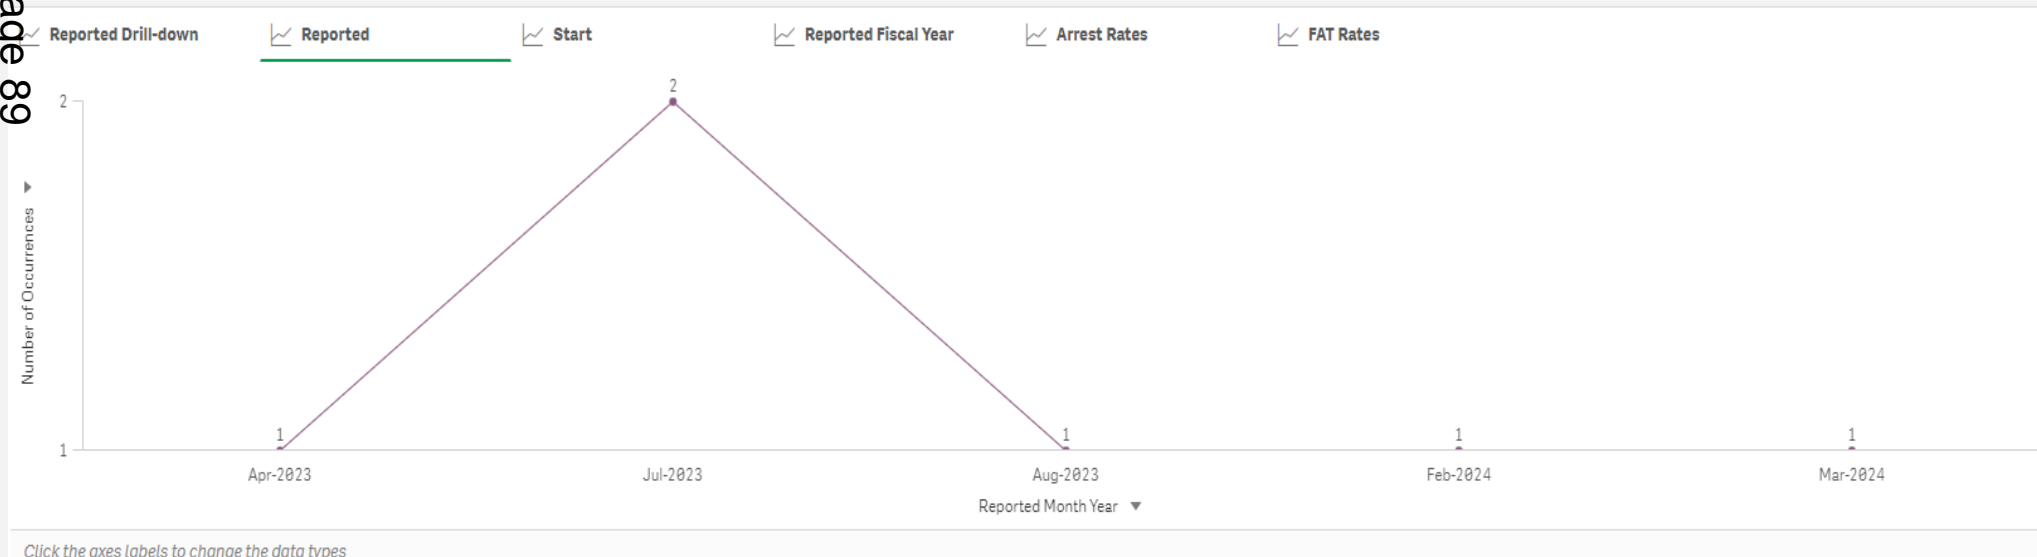 Reported Drill-down Reported Start Reported Fiscal Year Arrest Rates FAT Rates
89
2
2
Number of Occurrences
1
1
1
1
1
Apr-2023 Jul-2023 Aug-2023 Feb-2024 Mar-2024
Reported Month Year
Click the axes labels to change the data types